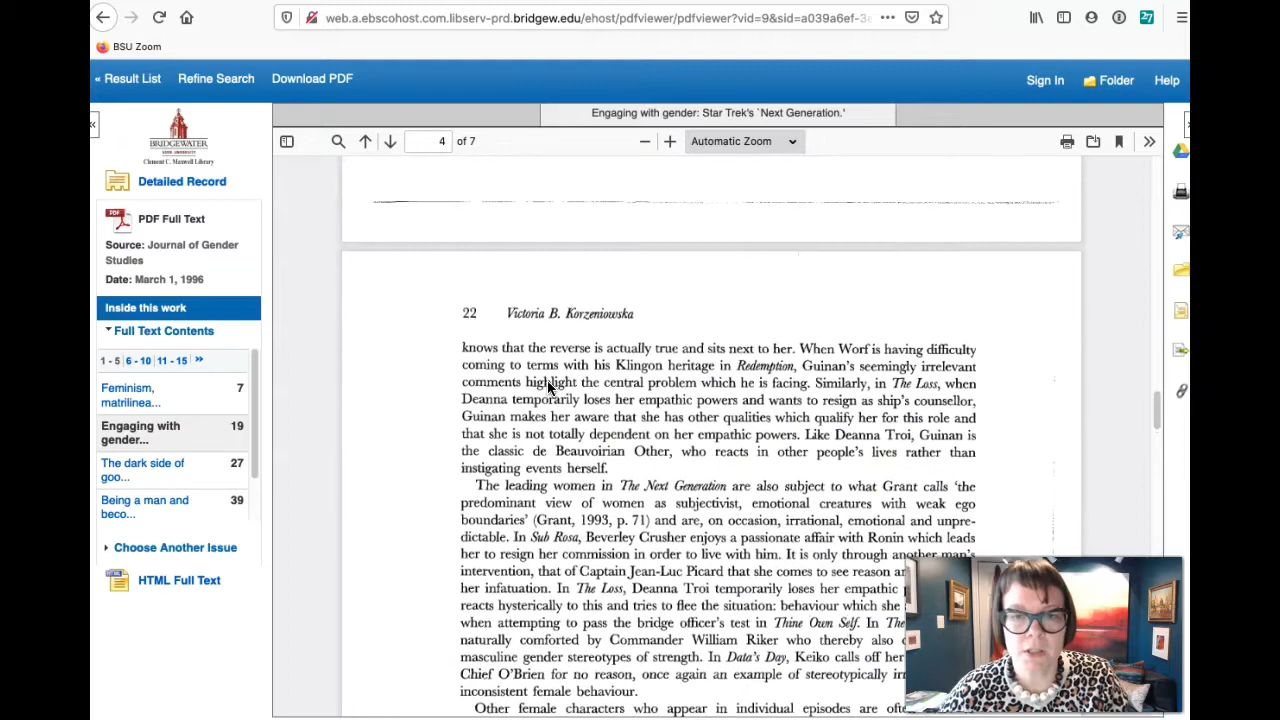 web.a.ebscohost.com.libserv-prd.bridgew.edu/ehost/pdfviewer/pdfviewer?vid=9&sid=a039a6ef-3
27
BSU Zoom
« Result List Refine Search Download PDF Sign In Folder Help
Engaging with gender: Star Trek's `Next Generation.'
4 of 7 Automatic Zoom
BRIDGEWATER
STATE UNIVERSITY
Clement C. Maxwell Library
Detailed Record
PDF
PDF Full Text
Source: Journal of Gender
Studies
Date: March 1, 1996
Inside this work
Full Text Contents
1 - 5 6 - 10 11 - 15 »
Feminism, 7
matrilinea...
Engaging with 19
gender...
The dark side of 27
goo...
Being a man and 39
beco...
Choose Another Issue
HTML Full Text
22 Victoria B. Korzeniowska
knows that the reverse is actually true and sits next to her. When Worf is having difficulty
coming to terms with his Klingon heritage in Redemption, Guinan's seemingly irrelevant
comments highlight the central problem which he is facing. Similarly, in The Loss, when
Deanna temporarily loses her empathic powers and wants to resign as ship's counsellor,
Guinan makes her aware that she has other qualities which qualify her for this role and
that she is not totally dependent on her empathic powers. Like Deanna Troi, Guinan is
the classic de Beauvoirian Other, who reacts in other people's lives rather than
instigating events herself.
The leading women in The Next Generation are also subject to what Grant calls 'the
predominant view of women as subjectivist, emotional creatures with weak ego
boundaries' (Grant, 1993, p. 71) and are, on occasion, irrational, emotional and unpre-
dictable. In Sub Rosa, Beverley Crusher enjoys a passionate affair with Ronin which leads
her to resign her commission in order to live with him. It is only through another man's
intervention, that of Captain Jean-Luc Picard that she comes to see reason
her infatuation. In The Loss, Deanna Troi temporarily loses her empathic
reacts hysterically to this and tries to flee the situation: behaviour which she
when attempting to pass the bridge officer's test in Thine Own Self. In The
naturally comforted by Commander William Riker who thereby also
masculine gender stereotypes of strength. In Data's Day, Keiko calls off her
Chief O'Brien for no reason, once again an example of stereotypically
inconsistent female behaviour.
Other female characters who appear in individual episodes are